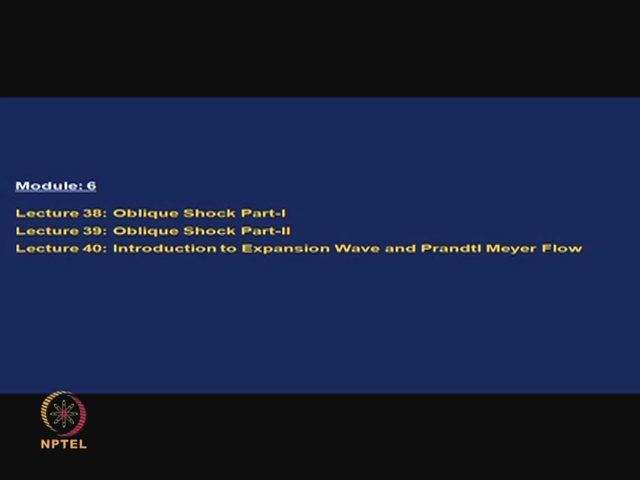 Module: 6
Lecture 38: Oblique Shock Part-I
Lecture 39: Oblique Shock Part-II
Lecture 40: Introduction to Expansion Wave and Prandtl Meyer Flow
NPTEL